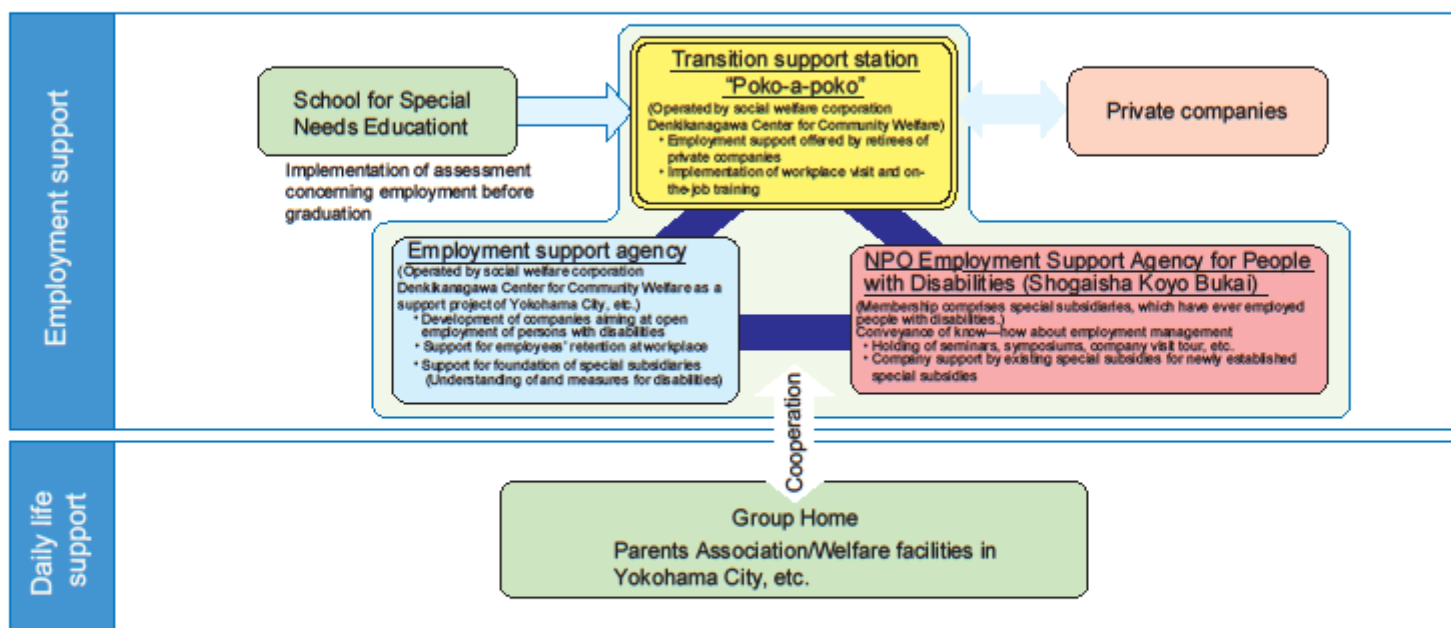 Employment support
School for Special
Needs Educationt
Implementation of assessment
concerning employment before
graduation
Transition support station
"Poko-a-poko"
(Operated by social welfare corporation
Denkikanagawa Center for Community Welfare)
・Employment support offered by retirees of
private companies
・Implementation of workplace visit and on-
the-job training
Private companies
Employment support agency
(Operated by social welfare corporation
Denkikanagawa Center for Community Welfare as a
support project of Yokohama City, etc.)
・Development of companies aiming at open
employment of persons with disabilities
・Support for employees' retention at workplace
・Support for foundation of special subsidiaries
(Understanding of and measures for disabilities)
NPO Employment Support Agency for People
with Disabilities (Shogaisha Koyo Bukai)
(Membership comprises special subsidiaries, which have ever employed
people with disabilities.)
Conveyance of know—how about employment management
・Holding of seminars, symposiums, company visit tour, etc.
・Company support by existing special subsidies for newly established
special subsidies
Cooperation
Daily life
support
Group Home
Parents Association/Welfare facilities in
Yokohama City, etc.